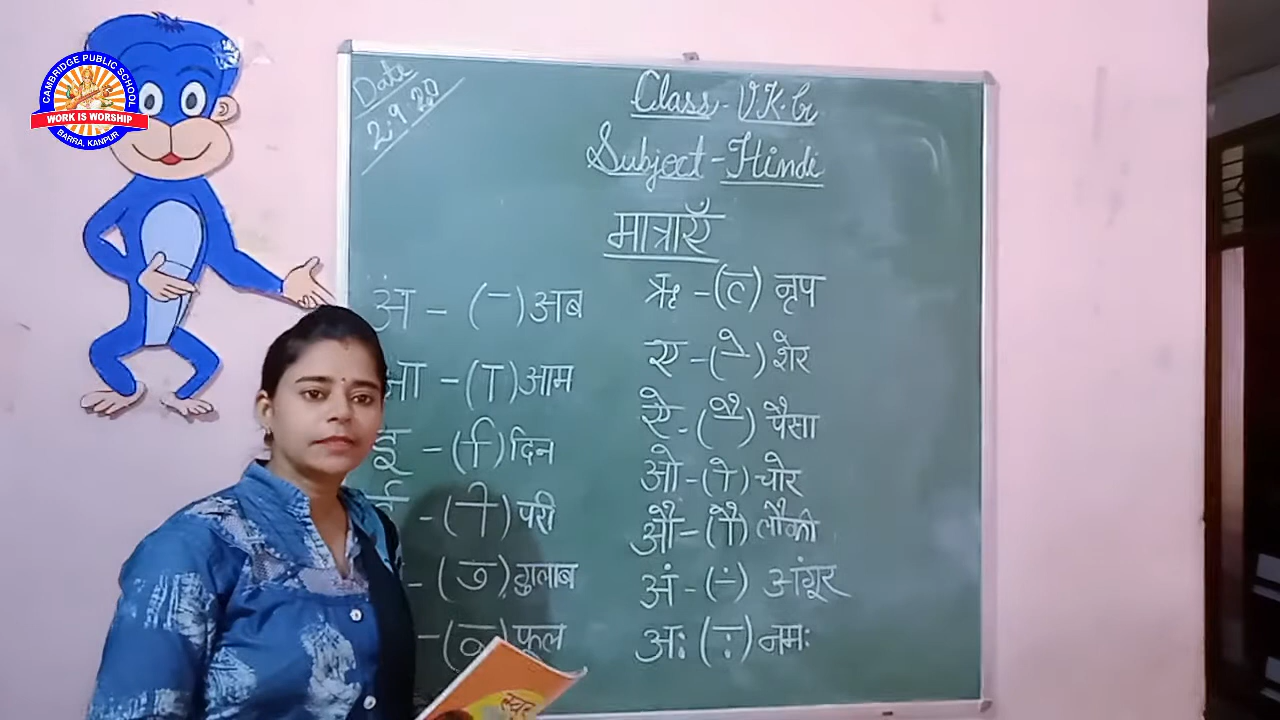 CAMBRIDGE PUBLIC SCHOOL
WORK IS WORSHIP
BARRA, KANPUR
Date
2.9.20
Class - U.K.G
Subject - Hindi
मात्राएँ
अ - (-) अब
आ - (ा) आम
इ - (ि) दिन
- (ी) परी
- (ु) गुलाब
- (ू) फूल
ऋ - (ृ) नृप
ए - (े) शेर
ऐ - (ै) पैसा
ओ - (ो) चोर
औ - (ौ) लौकी
अं - (ं) अंगूर
अः (ः) नमः
स्वर